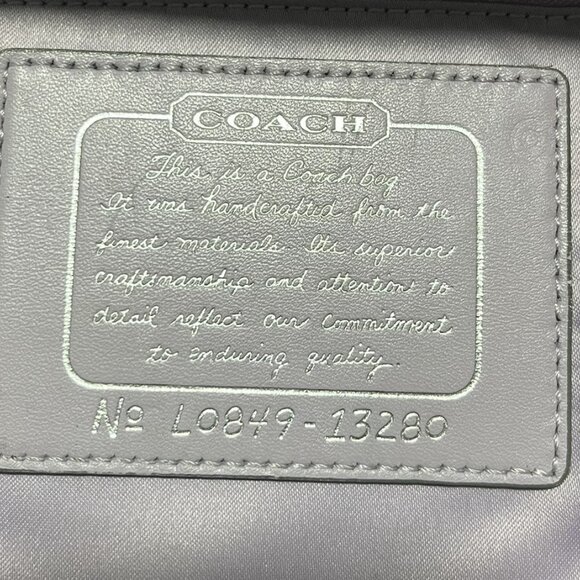 COACH
This is a Coach bag.
It was handcrafted from the
finest materials. Its superior
craftsmanship and attention to
detail reflect our commitment
to enduring quality.
№ L0849-13280